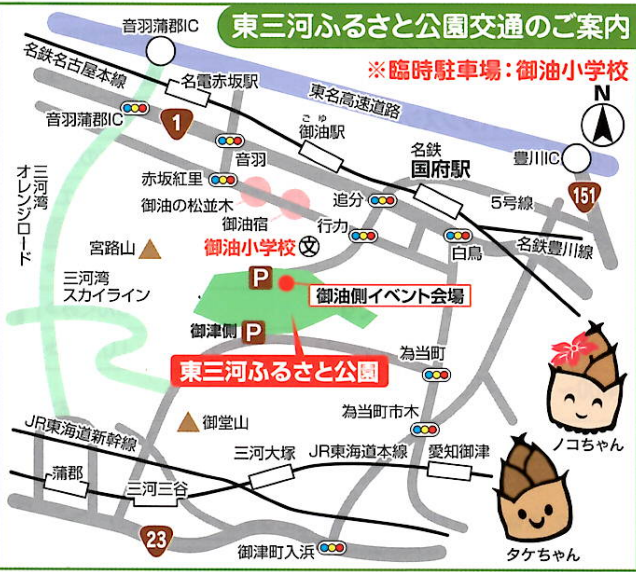 東三河ふるさと公園交通のご案内
※臨時駐車場：御油小学校
音羽蒲郡IC
名鉄名古屋本線
名電赤坂駅
東名高速道路
N
音羽蒲郡IC
1
ごゆ
御油駅
名鉄
国府駅
豊川IC
151
音羽
赤坂紅里
追分
5号線
三河湾
オレンジロード
御油の松並木
御油宿
行力
白鳥
名鉄豊川線
宮路山
御油小学校
文
三河湾
スカイライン
P
御油側イベント会場
御津側
P
東三河ふるさと公園
為当町
ノコちゃん
御堂山
為当町市木
JR東海道新幹線
三河大塚
JR東海道本線
愛知御津
蒲郡
三河三谷
23
御津町入浜
タケちゃん